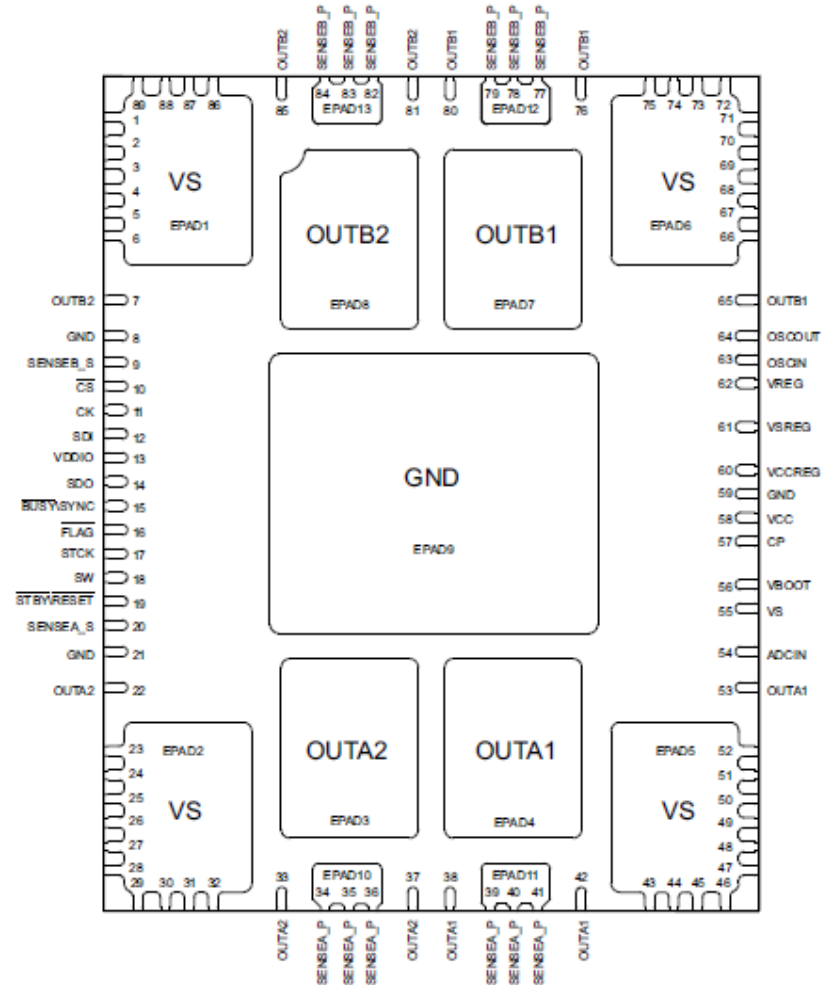 OUTB2 SENSEB_P SENSEB_P SENSEB_P OUTB2 OUTB1 SENSEB_P SENSEB_P SENSEB_P OUTB1
89 88 87 86 85 84 83 82 81 80 79 78 77 76 75 74 73 72
EPAD13 EPAD12
1 71
2 70
3 69
VS VS
4 68
5 67
EPAD1 EPAD6
6 66
OUTB2 OUTB1
EPAD8 EPAD7
OUTB2 7 65 OUTB1
GND 8 64 OSCOUT
SENSEB_S 9 63 OSCIN
CS 10 62 VREG
CK 11 61 VSREG
SDI 12
VDDIO 13 60 VCCREG
SDO 14 59 GND
GND
BUSY\SYNC 15 58 VCC
FLAG 16 57 CP
EPAD9
STCK 17
SW 18 56 VBOOT
STBY\RESET 19 55 VS
SENSEA_S 20
GND 21 54 ADCIN
OUTA2 22 53 OUTA1
23 EPAD2 OUTA2 OUTA1 EPAD5 52
24 51
25 50
VS VS
26 49
EPAD3 EPAD4
27 48
28 47
EPAD10 EPAD11
29 30 31 32 33 34 35 36 37 38 39 40 41 42 43 44 45 46
OUTA2 SENSEA_P SENSEA_P SENSEA_P OUTA2 OUTA1 SENSEA_P SENSEA_P SENSEA_P OUTA1